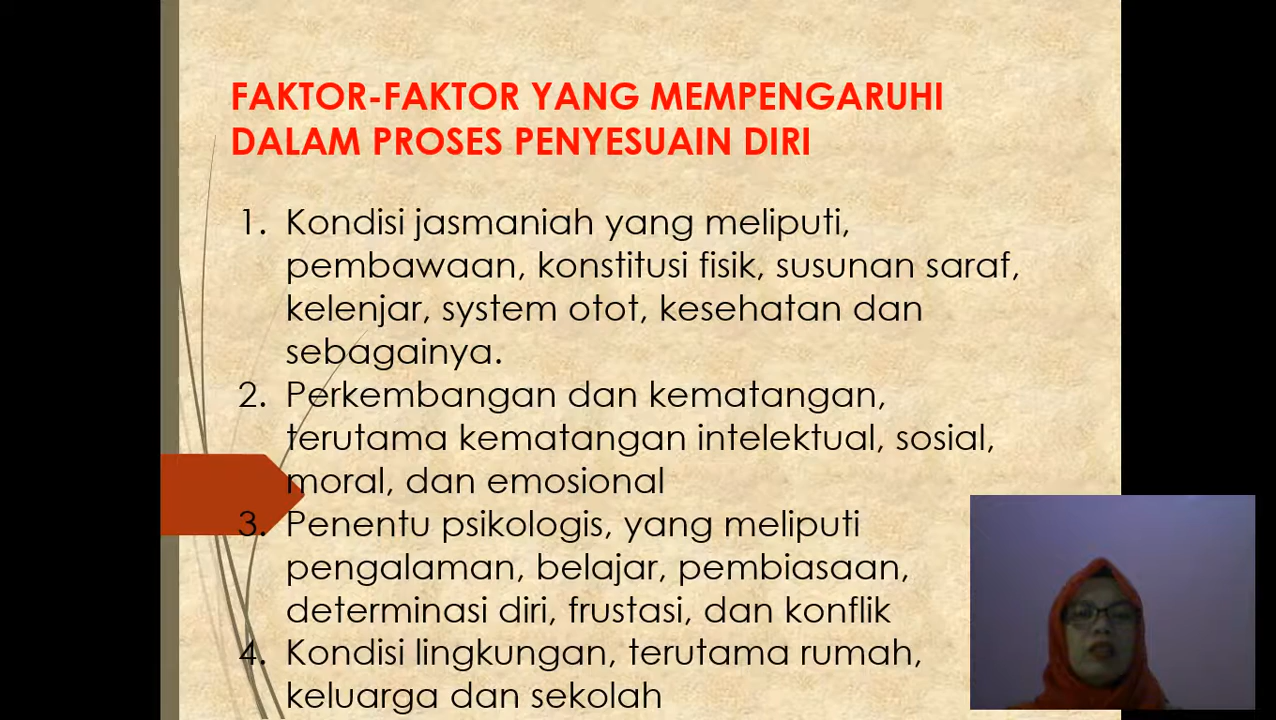 FAKTOR-FAKTOR YANG MEMPENGARUHI
DALAM PROSES PENYESUAIN DIRI
1. Kondisi jasmaniah yang meliputi,
pembawaan, konstitusi fisik, susunan saraf,
kelenjar, system otot, kesehatan dan
sebagainya.
2. Perkembangan dan kematangan,
terutama kematangan intelektual, sosial,
moral, dan emosional
3. Penentu psikologis, yang meliputi
pengalaman, belajar, pembiasaan,
determinasi diri, frustasi, dan konflik
4. Kondisi lingkungan, terutama rumah,
keluarga dan sekolah